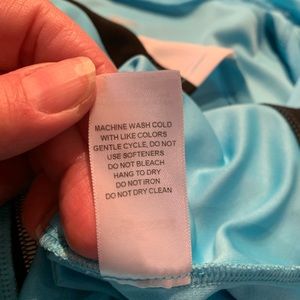 MACHINE WASH COLD
WITH LIKE COLORS
GENTLE CYCLE, DO NOT
USE SOFTENERS
DO NOT BLEACH
HANG TO DRY
DO NOT IRON
DO NOT DRY CLEAN